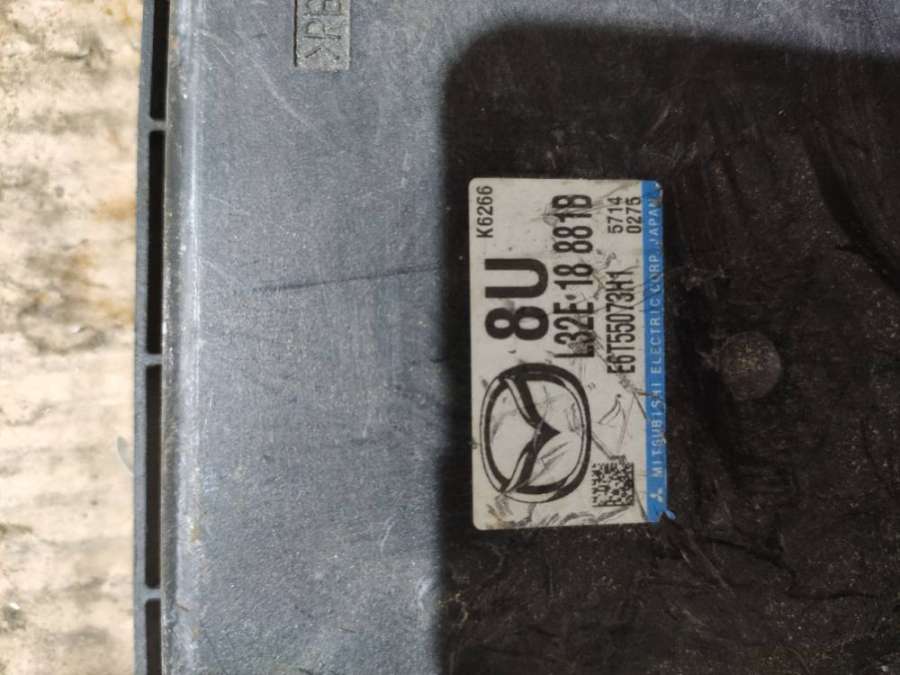 K6266
8U
L32E 18 881B
E6T55073H1
5714
0275
MITSUBISHI ELECTRIC CORP. JAPAN